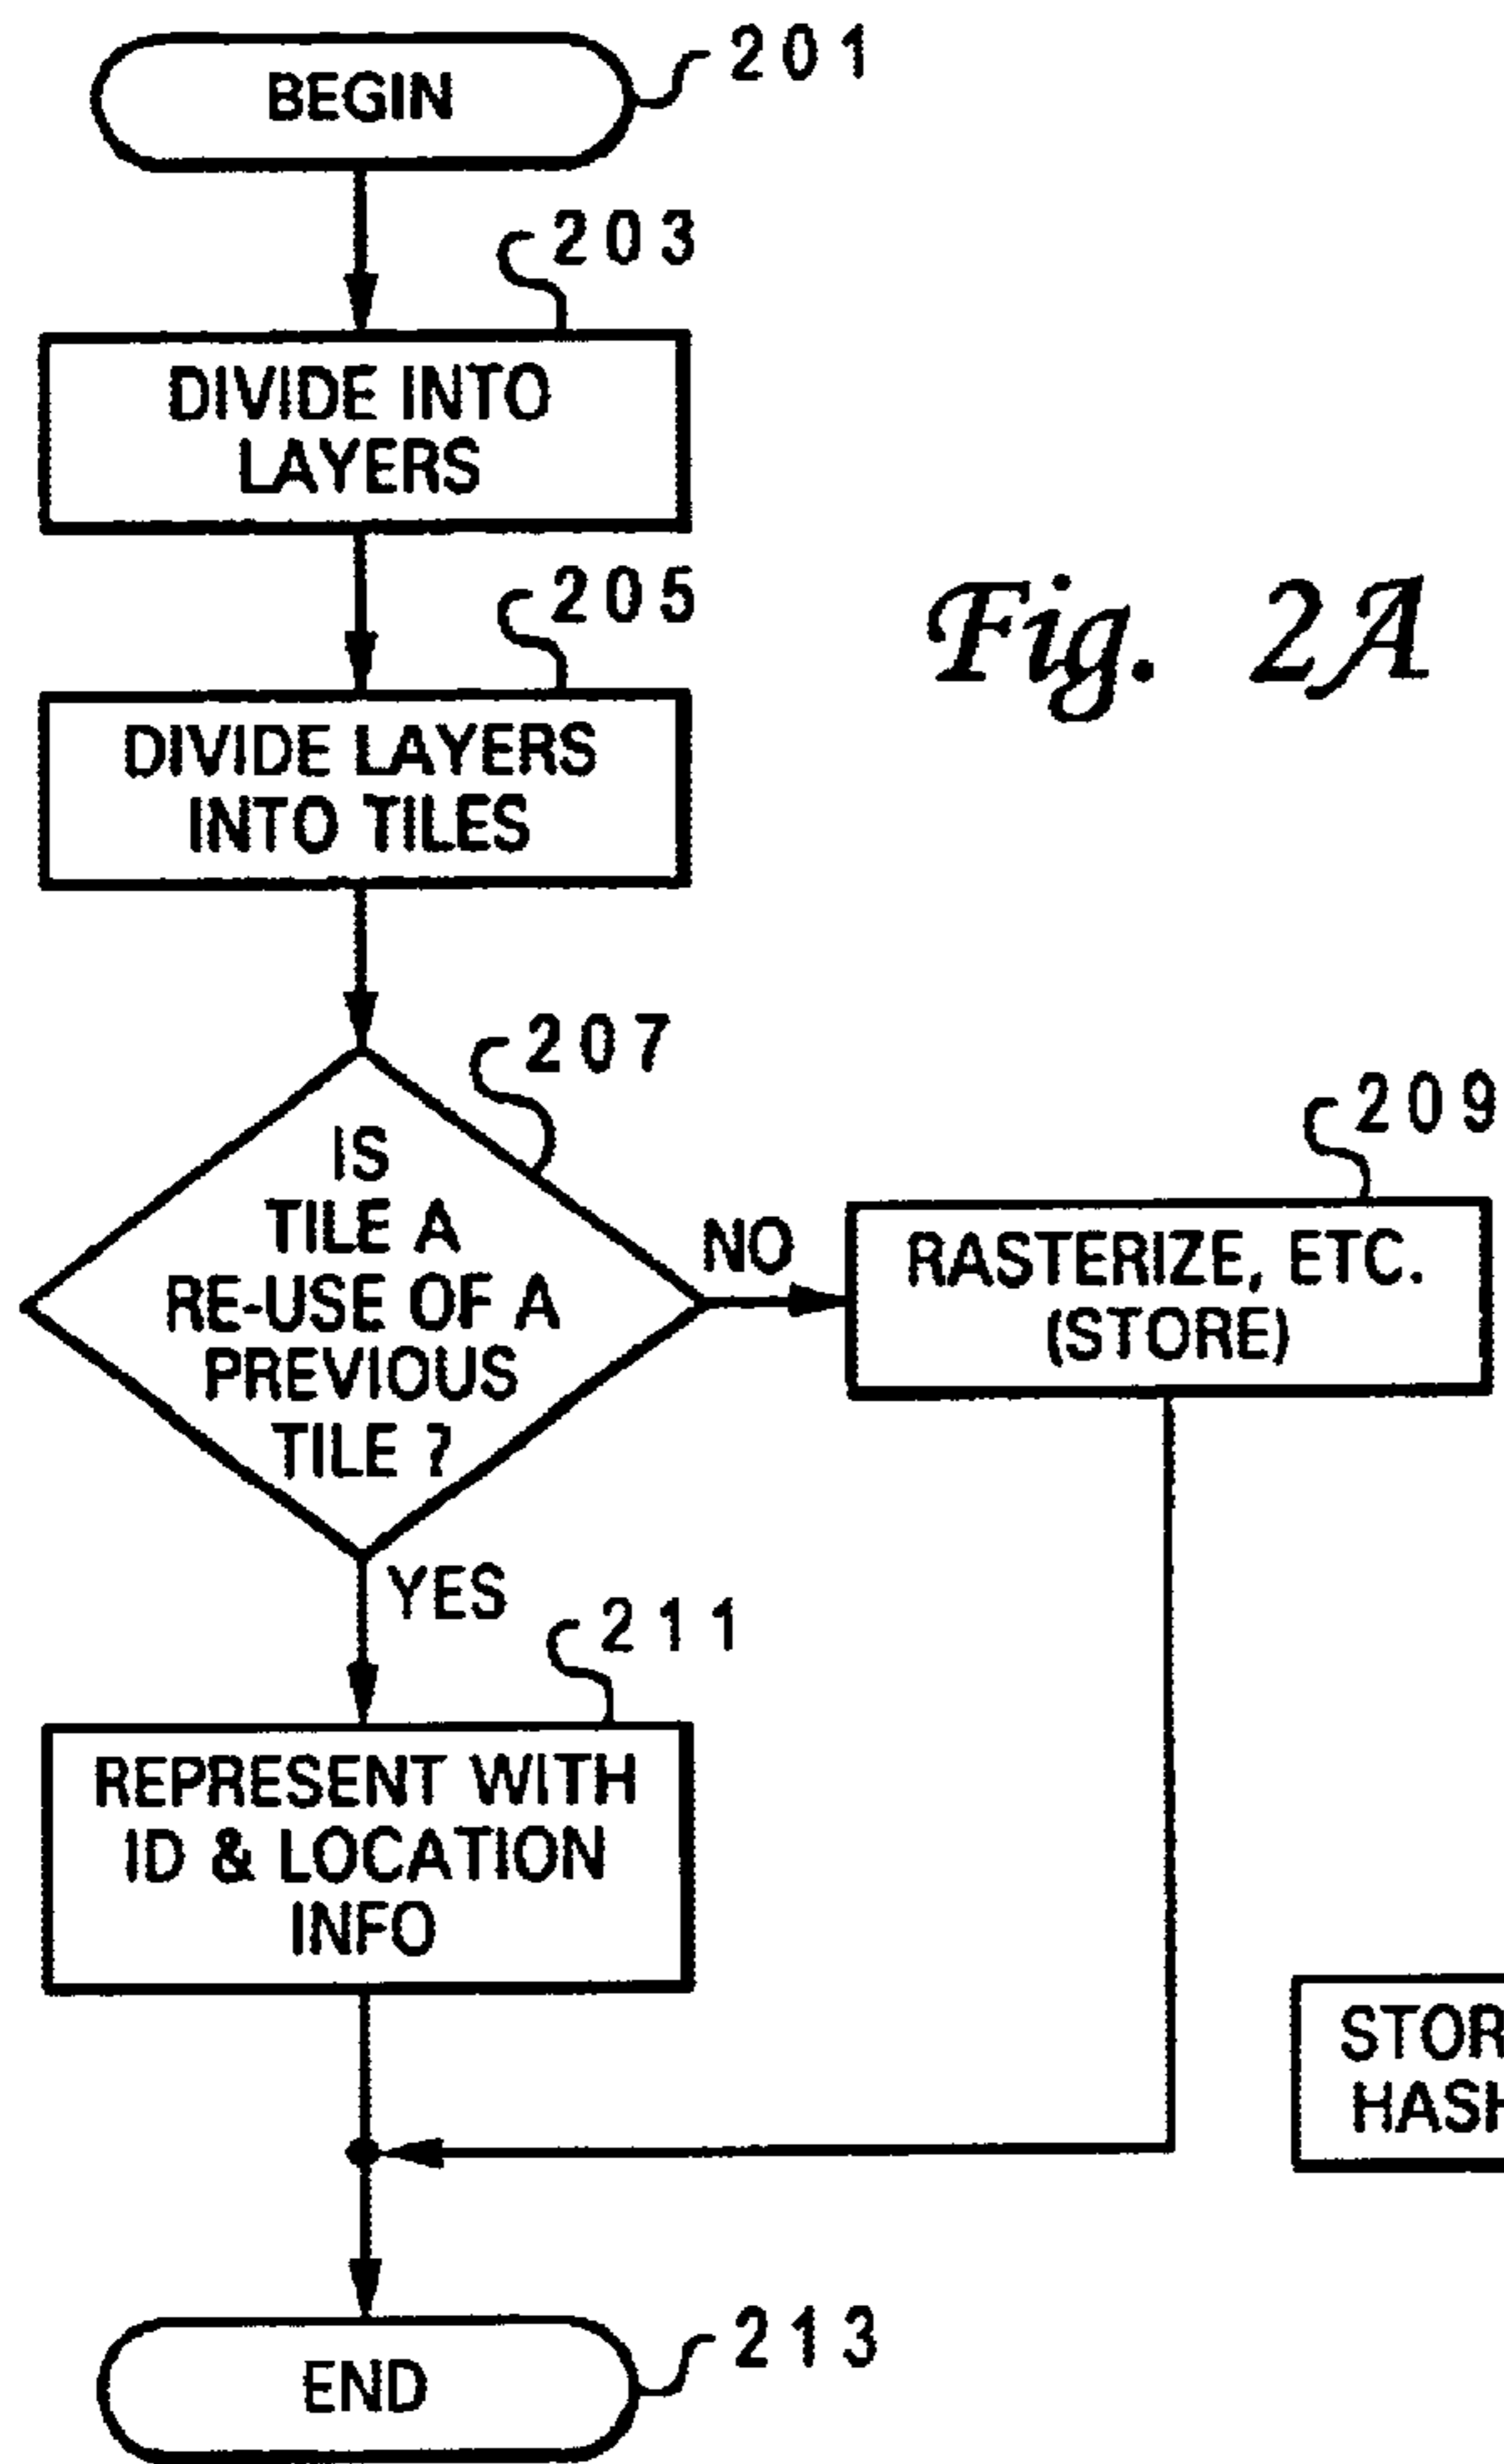 BEGIN
201
203
DIVIDE INTO
LAYERS
205
Fig. 2A
DIVIDE LAYERS
INTO TILES
207
IS
TILE A
RE-USE OF A
PREVIOUS
TILE ?
NO
209
RASTERIZE, ETC.
(STORE)
YES
211
REPRESENT WITH
ID & LOCATION
INFO
END
213